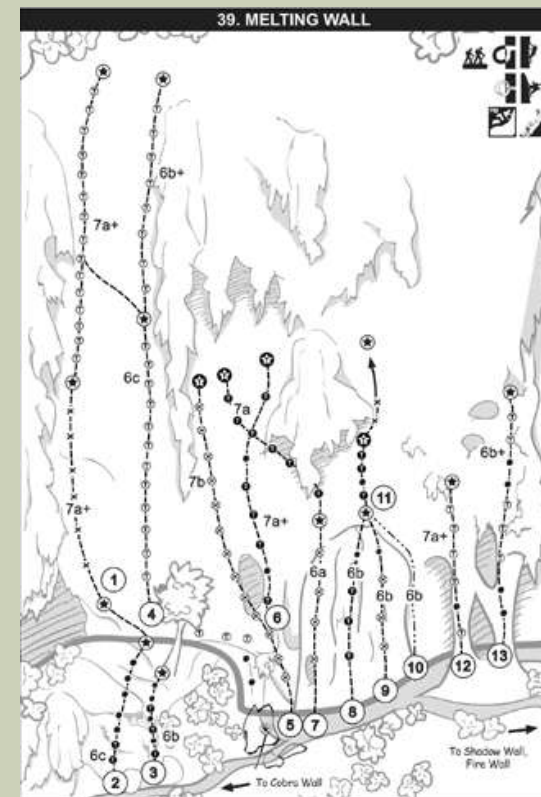 39. MELTING WALL
6b+
7a+
6c
7a
7b
7a+
6b+
7a+
7a+
11
6a
6b
6b
6b
1
4
6
10
12
13
9
8
7
5
6c
6b
2
3
To Cobra Wall
To Shadow Wall,
Fire Wall